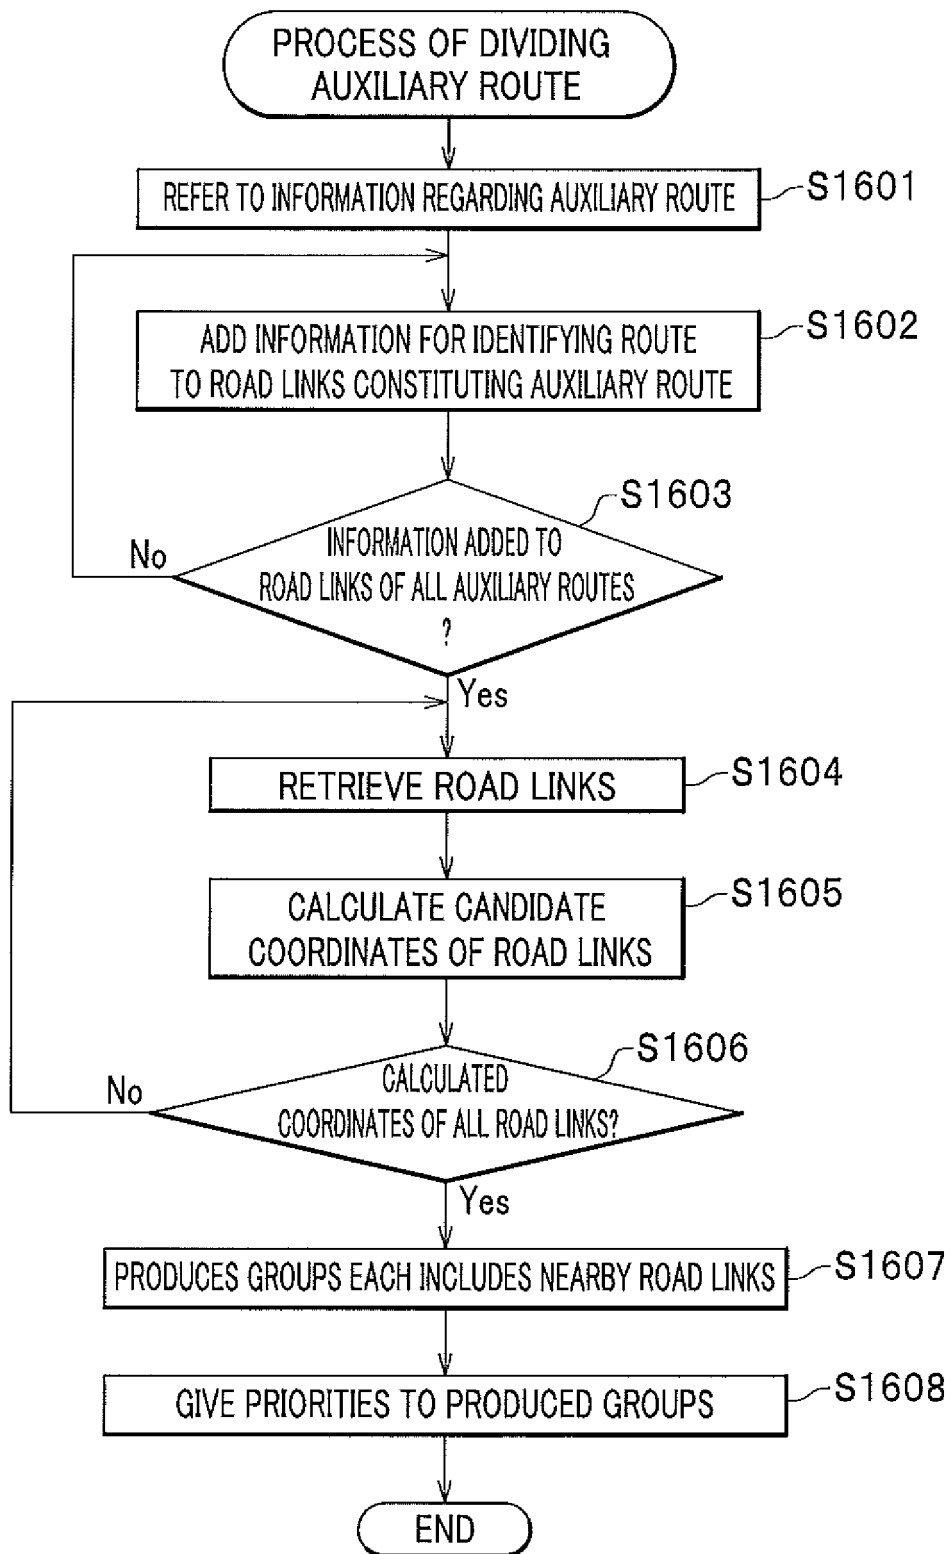 PROCESS OF DIVIDING
AUXILIARY ROUTE
REFER TO INFORMATION REGARDING AUXILIARY ROUTE
S1601
ADD INFORMATION FOR IDENTIFYING ROUTE
TO ROAD LINKS CONSTITUTING AUXILIARY ROUTE
S1602
S1603
INFORMATION ADDED TO
ROAD LINKS OF ALL AUXILIARY ROUTES
?
No
Yes
RETRIEVE ROAD LINKS
S1604
CALCULATE CANDIDATE
COORDINATES OF ROAD LINKS
S1605
S1606
CALCULATED
COORDINATES OF ALL ROAD LINKS?
No
Yes
PRODUCES GROUPS EACH INCLUDES NEARBY ROAD LINKS
S1607
GIVE PRIORITIES TO PRODUCED GROUPS
S1608
END